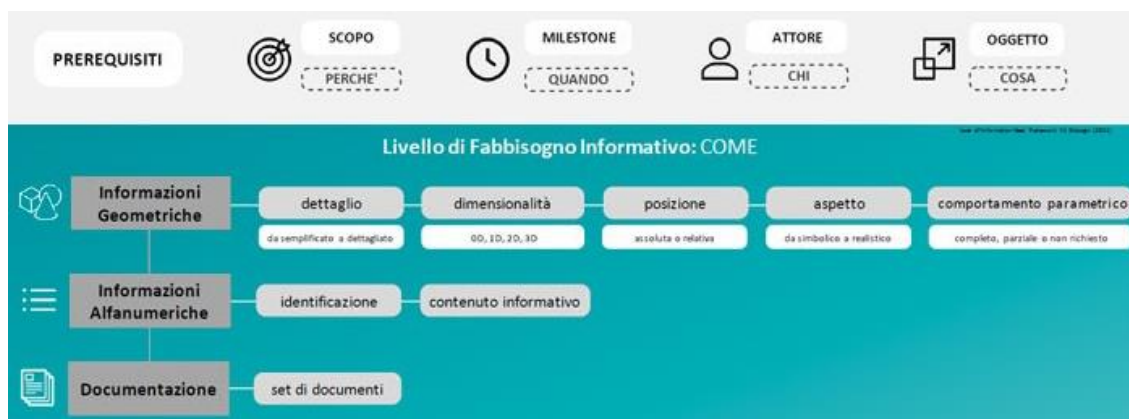 PREREQUISITI
SCOPO
PERCHE'
MILESTONE
QUANDO
ATTORE
CHI
OGGETTO
COSA
Livello di Fabbisogno Informativo: COME
Informazioni
Geometriche
dettaglio
dimensionalità
posizione
aspetto
comportamento parametrico
da semplificato a dettagliato
0D, 1D, 2D, 3D
assoluta o relativa
da simbolico a realistico
completo, parziale o non richiesto
Informazioni
Alfanumeriche
identificazione
contenuto informativo
Documentazione
set di documenti